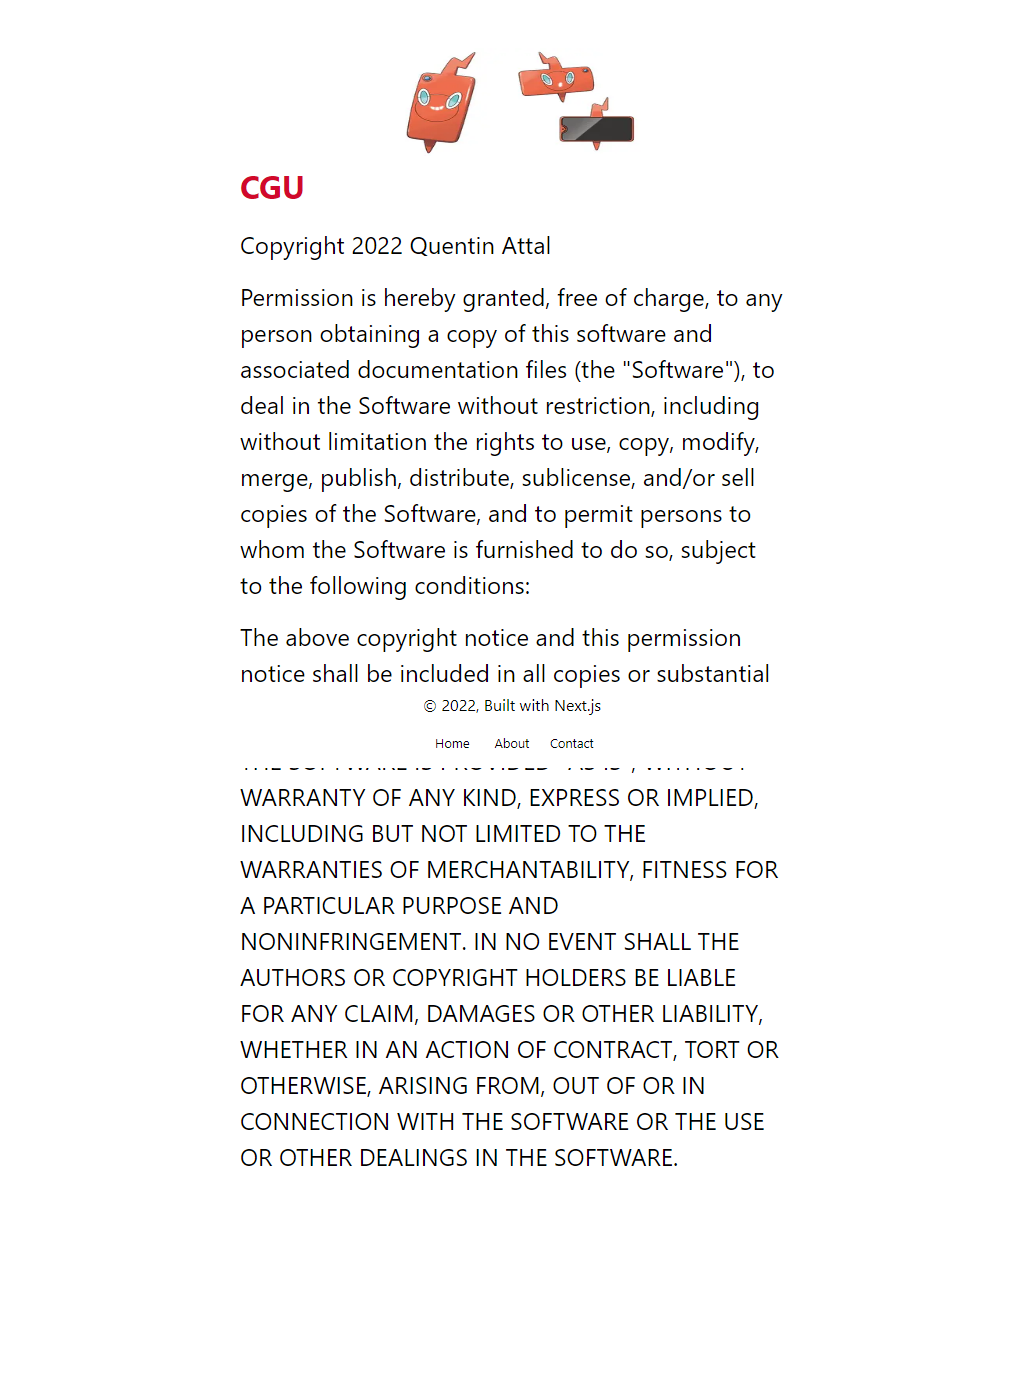 CGU
Copyright 2022 Quentin Attal
Permission is hereby granted, free of charge, to any
person obtaining a copy of this software and
associated documentation files (the "Software"), to
deal in the Software without restriction, including
without limitation the rights to use, copy, modify,
merge, publish, distribute, sublicense, and/or sell
copies of the Software, and to permit persons to
whom the Software is furnished to do so, subject
to the following conditions:
The above copyright notice and this permission
notice shall be included in all copies or substantial
© 2022, Built with Next.js
Home About Contact
WARRANTY OF ANY KIND, EXPRESS OR IMPLIED,
INCLUDING BUT NOT LIMITED TO THE
WARRANTIES OF MERCHANTABILITY, FITNESS FOR
A PARTICULAR PURPOSE AND
NONINFRINGEMENT. IN NO EVENT SHALL THE
AUTHORS OR COPYRIGHT HOLDERS BE LIABLE
FOR ANY CLAIM, DAMAGES OR OTHER LIABILITY,
WHETHER IN AN ACTION OF CONTRACT, TORT OR
OTHERWISE, ARISING FROM, OUT OF OR IN
CONNECTION WITH THE SOFTWARE OR THE USE
OR OTHER DEALINGS IN THE SOFTWARE.